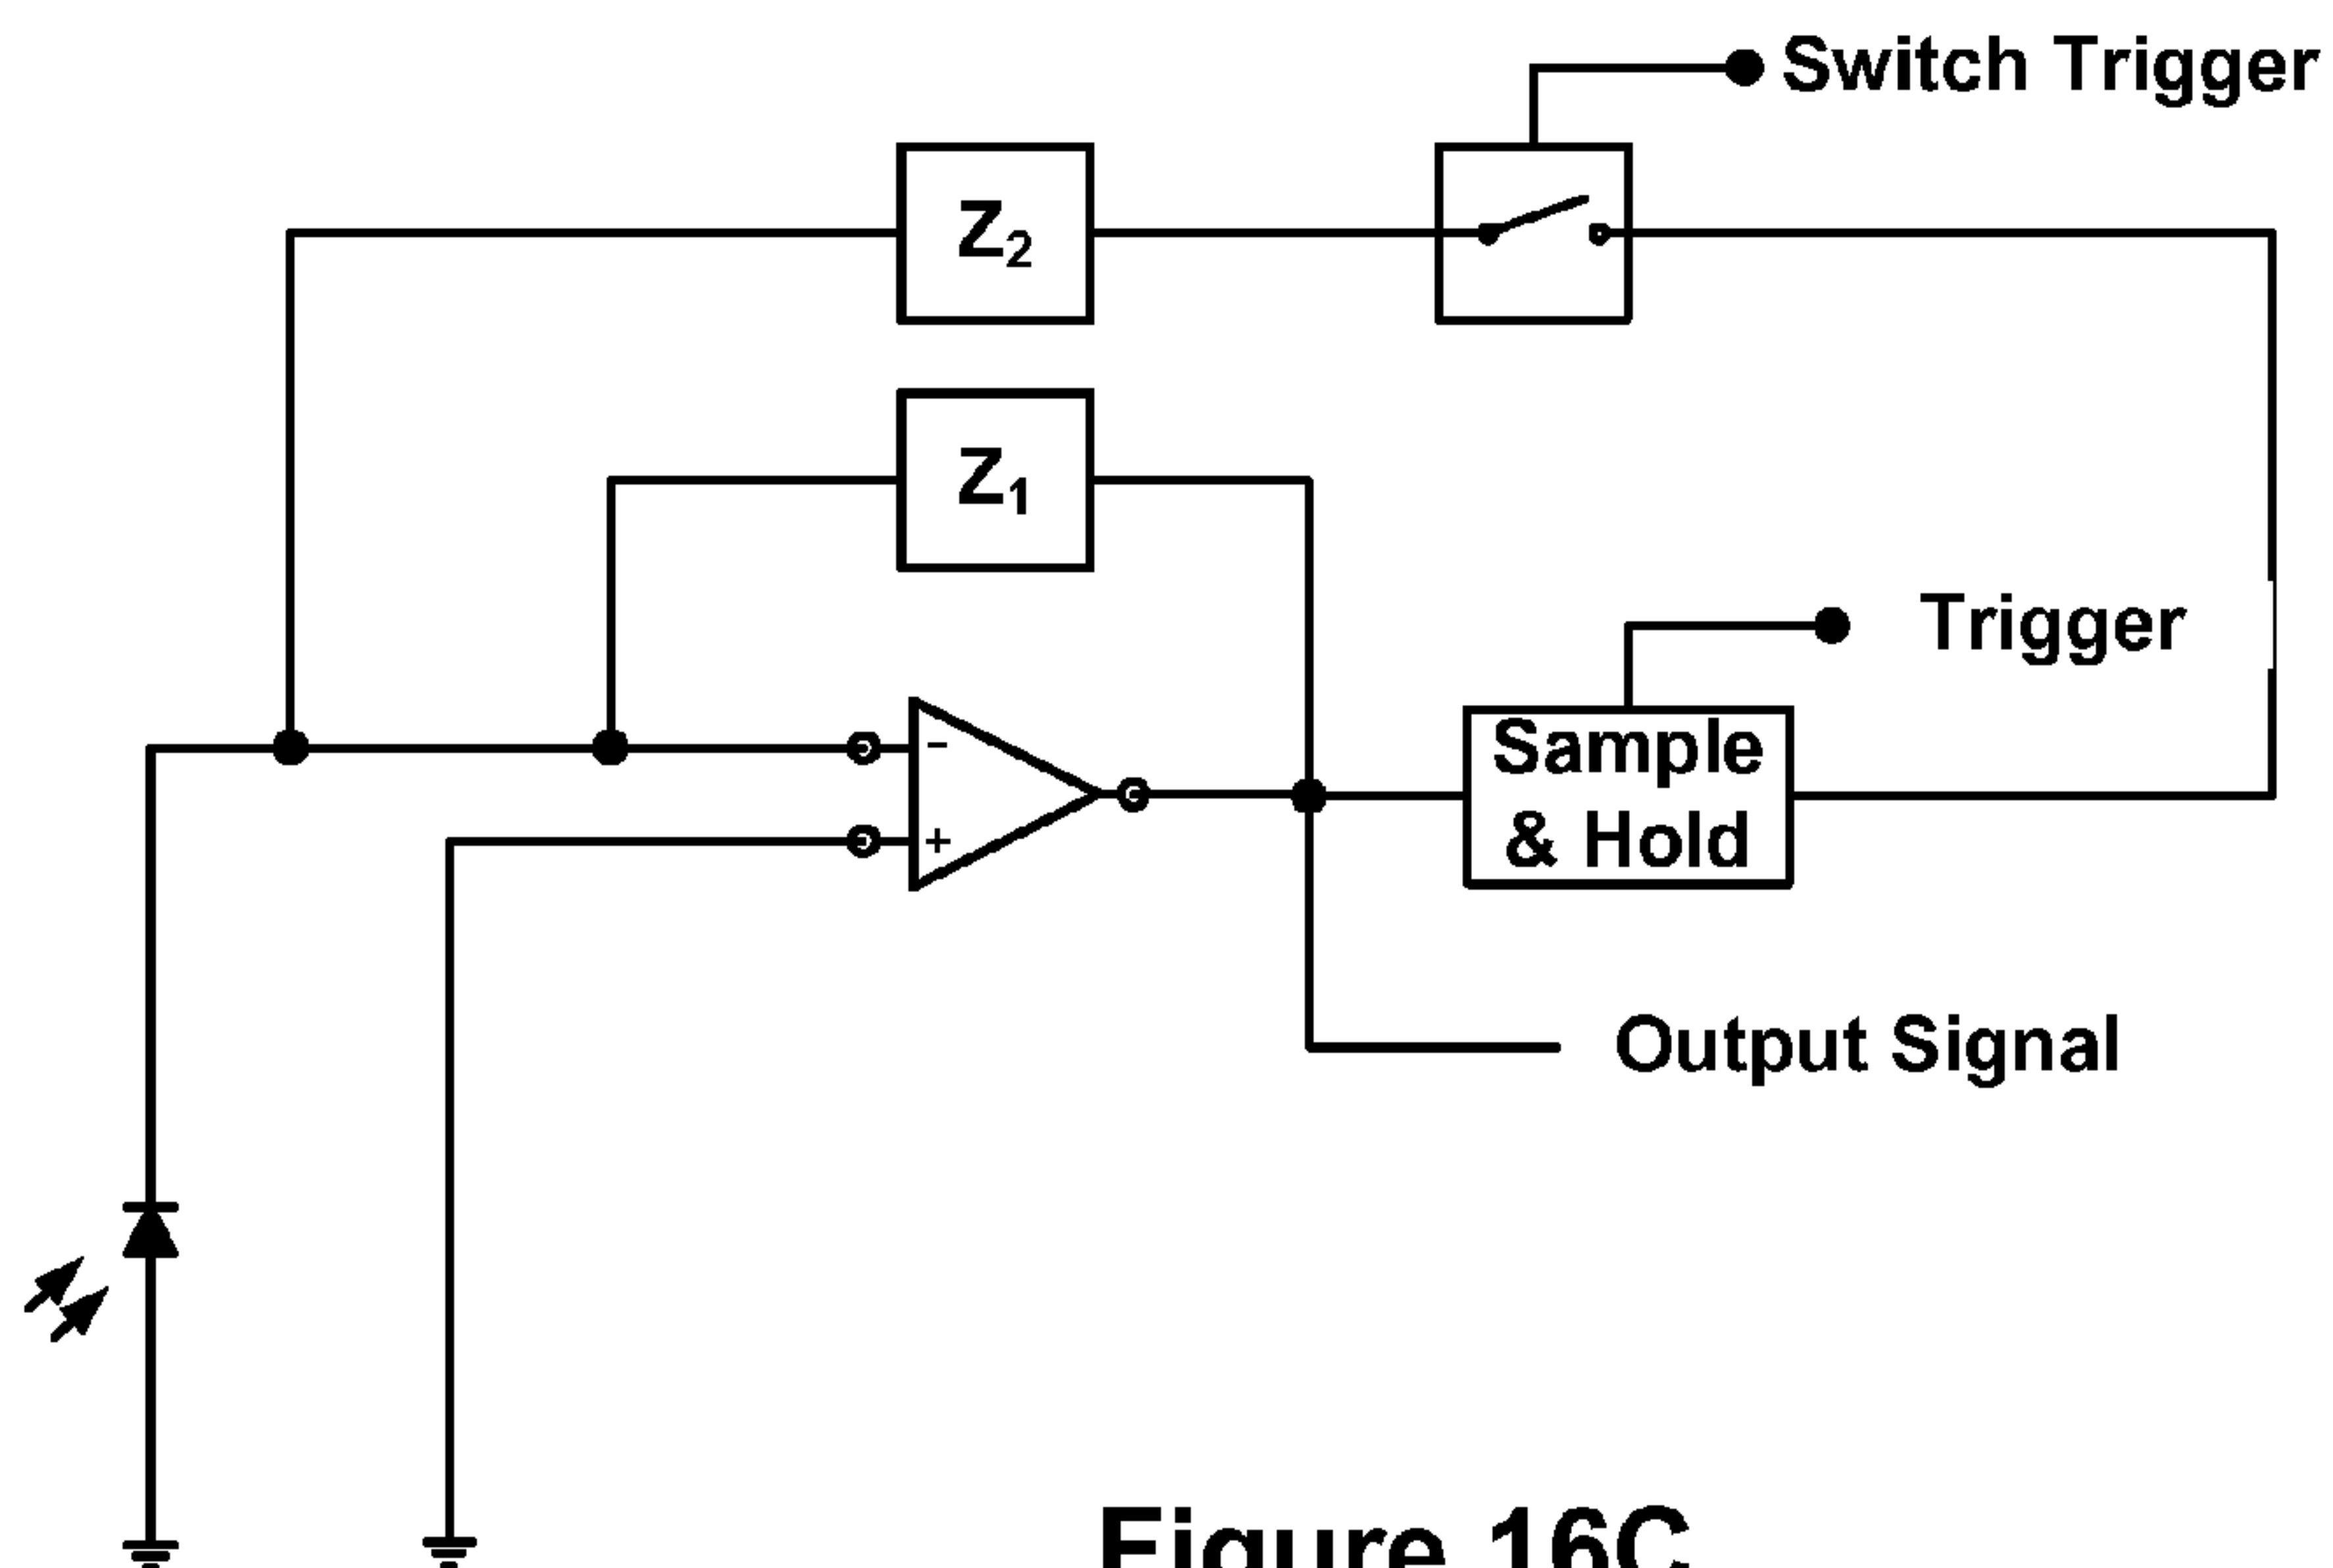 Switch Trigger
Z2
Z1
Trigger
-
+
Sample
& Hold
Output Signal
Figure 16C